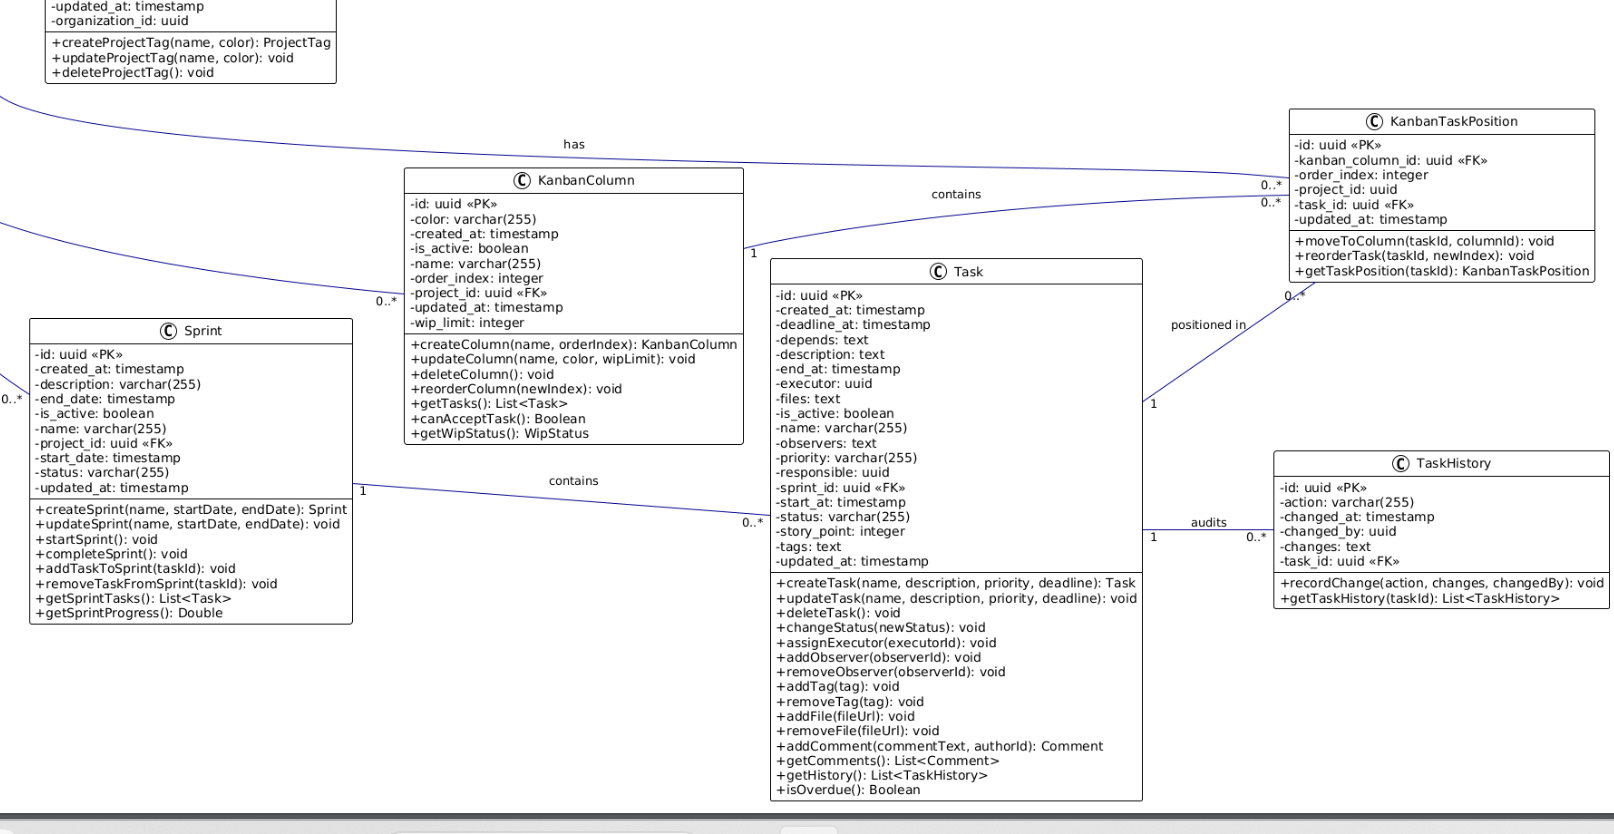 -updated_at: timestamp
-organization_id: uuid
+createProjectTag(name, color): ProjectTag
+updateProjectTag(name, color): void
+deleteProjectTag(): void
has
0..*
contains
1
0..*
0..*
C KanbanTaskPosition
-id: uuid «PK»
-kanban_column_id: uuid «FK»
-order_index: integer
-project_id: uuid
-task_id: uuid «FK»
-updated_at: timestamp
+moveToColumn(taskId, columnId): void
+reorderTask(taskId, newIndex): void
+getTaskPosition(taskId): KanbanTaskPosition
C KanbanColumn
-id: uuid «PK»
-color: varchar(255)
-created_at: timestamp
-is_active: boolean
-name: varchar(255)
-order_index: integer
-project_id: uuid «FK»
-updated_at: timestamp
-wip_limit: integer
+createColumn(name, orderIndex): KanbanColumn
+updateColumn(name, color, wipLimit): void
+deleteColumn(): void
+reorderColumn(newIndex): void
+getTasks(): List<Task>
+canAcceptTask(): Boolean
+getWipStatus(): WipStatus
0..*
C Sprint
-id: uuid «PK»
-created_at: timestamp
-description: varchar(255)
-end_date: timestamp
-is_active: boolean
-name: varchar(255)
-project_id: uuid «FK»
-start_date: timestamp
-status: varchar(255)
-updated_at: timestamp
+createSprint(name, startDate, endDate): Sprint
+updateSprint(name, startDate, endDate): void
+startSprint(): void
+completeSprint(): void
+addTaskToSprint(taskId): void
+removeTaskFromSprint(taskId): void
+getSprintTasks(): List<Task>
+getSprintProgress(): Double
1
contains
0..*
C Task
-id: uuid «PK»
-created_at: timestamp
-deadline_at: timestamp
-depends: text
-description: text
-end_at: timestamp
-executor: uuid
-files: text
-is_active: boolean
-name: varchar(255)
-observers: text
-priority: varchar(255)
-responsible: uuid
-sprint_id: uuid «FK»
-start_at: timestamp
-status: varchar(255)
-story_point: integer
-tags: text
-updated_at: timestamp
+createTask(name, description, priority, deadline): Task
+updateTask(name, description, priority, deadline): void
+deleteTask(): void
+changeStatus(newStatus): void
+assignExecutor(executorId): void
+addObserver(observerId): void
+removeObserver(observerId): void
+addTag(tag): void
+removeTag(tag): void
+addFile(fileUrl): void
+removeFile(fileUrl): void
+addComment(commentText, authorId): Comment
+getComments(): List<Comment>
+getHistory(): List<TaskHistory>
+isOverdue(): Boolean
0..*
positioned in
1
audits
1
0..*
C TaskHistory
-id: uuid «PK»
-action: varchar(255)
-changed_at: timestamp
-changed_by: uuid
-changes: text
-task_id: uuid «FK»
+recordChange(action, changes, changedBy): void
+getTaskHistory(taskId): List<TaskHistory>